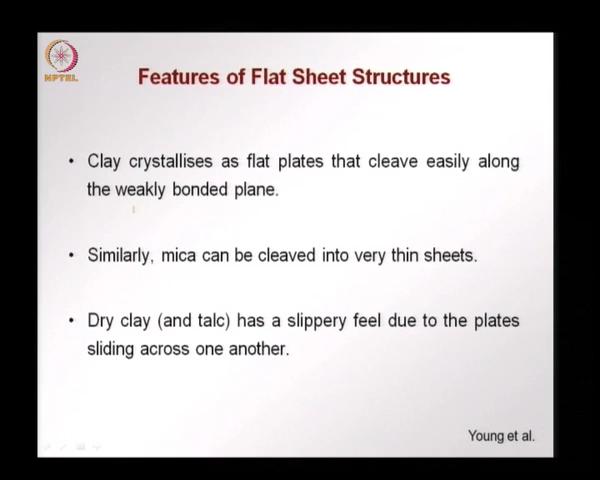 NPTEL
Features of Flat Sheet Structures
• Clay crystallises as flat plates that cleave easily along
the weakly bonded plane.
• Similarly, mica can be cleaved into very thin sheets.
• Dry clay (and talc) has a slippery feel due to the plates
sliding across one another.
Young et al.